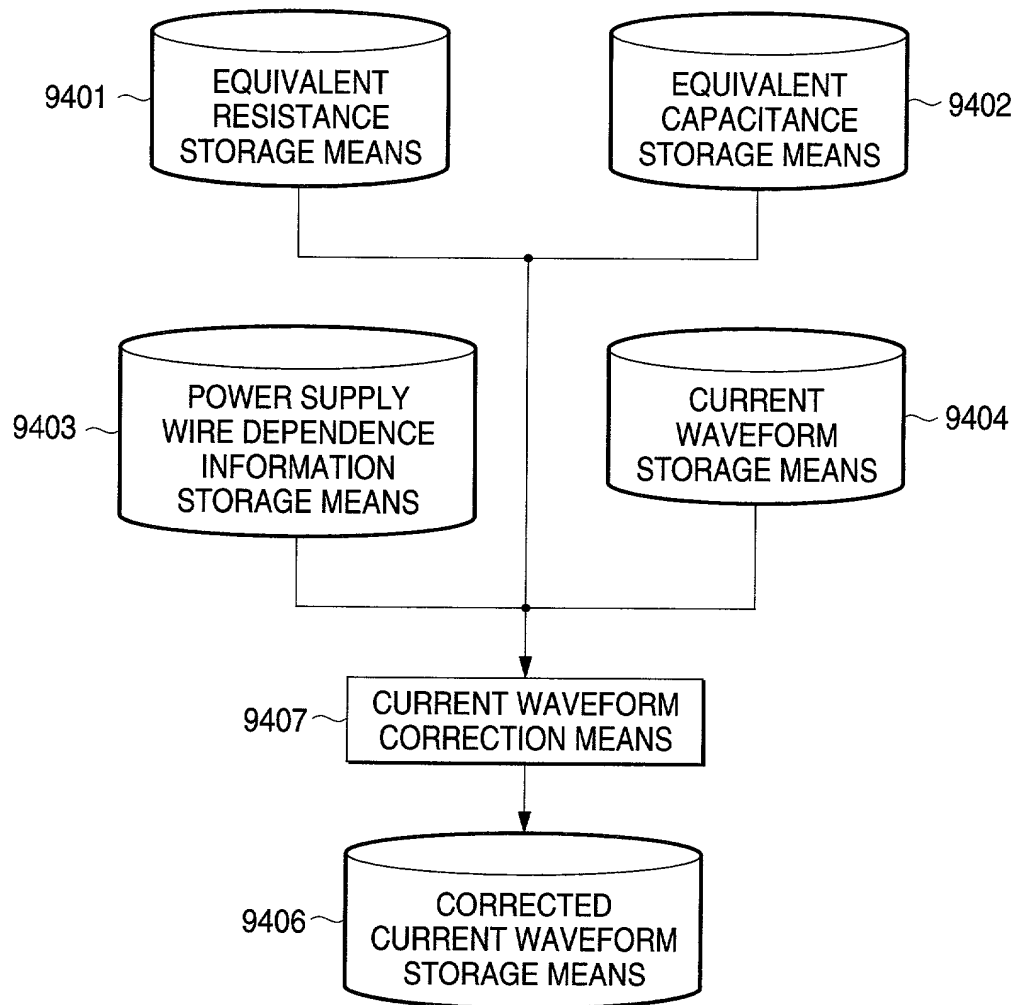 9401
EQUIVALENT
RESISTANCE
STORAGE MEANS
EQUIVALENT
CAPACITANCE
STORAGE MEANS
9402
9403
POWER SUPPLY
WIRE DEPENDENCE
INFORMATION
STORAGE MEANS
CURRENT
WAVEFORM
STORAGE MEANS
9404
9407
CURRENT WAVEFORM
CORRECTION MEANS
9406
CORRECTED
CURRENT WAVEFORM
STORAGE MEANS